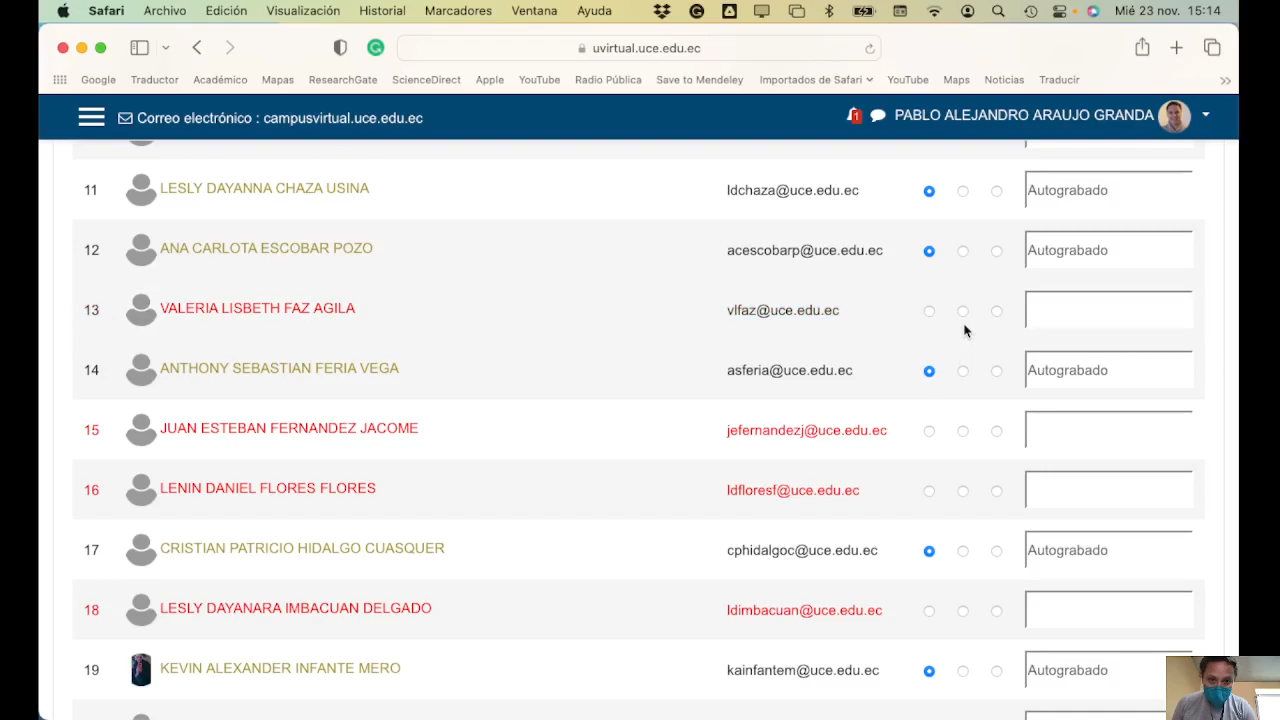 Safari Archivo Edición Visualización Historial Marcadores Ventana Ayuda Mié 23 nov. 15:14
uvirtual.uce.edu.ec
Google Traductor Académico Mapas ResearchGate ScienceDirect Apple YouTube Radio Pública Save to Mendeley Importados de Safari YouTube Maps Noticias Traducir
Correo electrónico : campusvirtual.uce.edu.ec 1 PABLO ALEJANDRO ARAUJO GRANDA
11 LESLY DAYANNA CHAZA USINA ldchaza@uce.edu.ec Autograbado
12 ANA CARLOTA ESCOBAR POZO acescobarp@uce.edu.ec Autograbado
13 VALERIA LISBETH FAZ AGILA vlfaz@uce.edu.ec
14 ANTHONY SEBASTIAN FERIA VEGA asferia@uce.edu.ec Autograbado
15 JUAN ESTEBAN FERNANDEZ JACOME jefernandezj@uce.edu.ec
16 LENIN DANIEL FLORES FLORES ldfloresf@uce.edu.ec
17 CRISTIAN PATRICIO HIDALGO CUASQUER cphidalgoc@uce.edu.ec Autograbado
18 LESLY DAYANARA IMBACUAN DELGADO ldimbacuan@uce.edu.ec
19 KEVIN ALEXANDER INFANTE MERO kainfantem@uce.edu.ec Autograbado